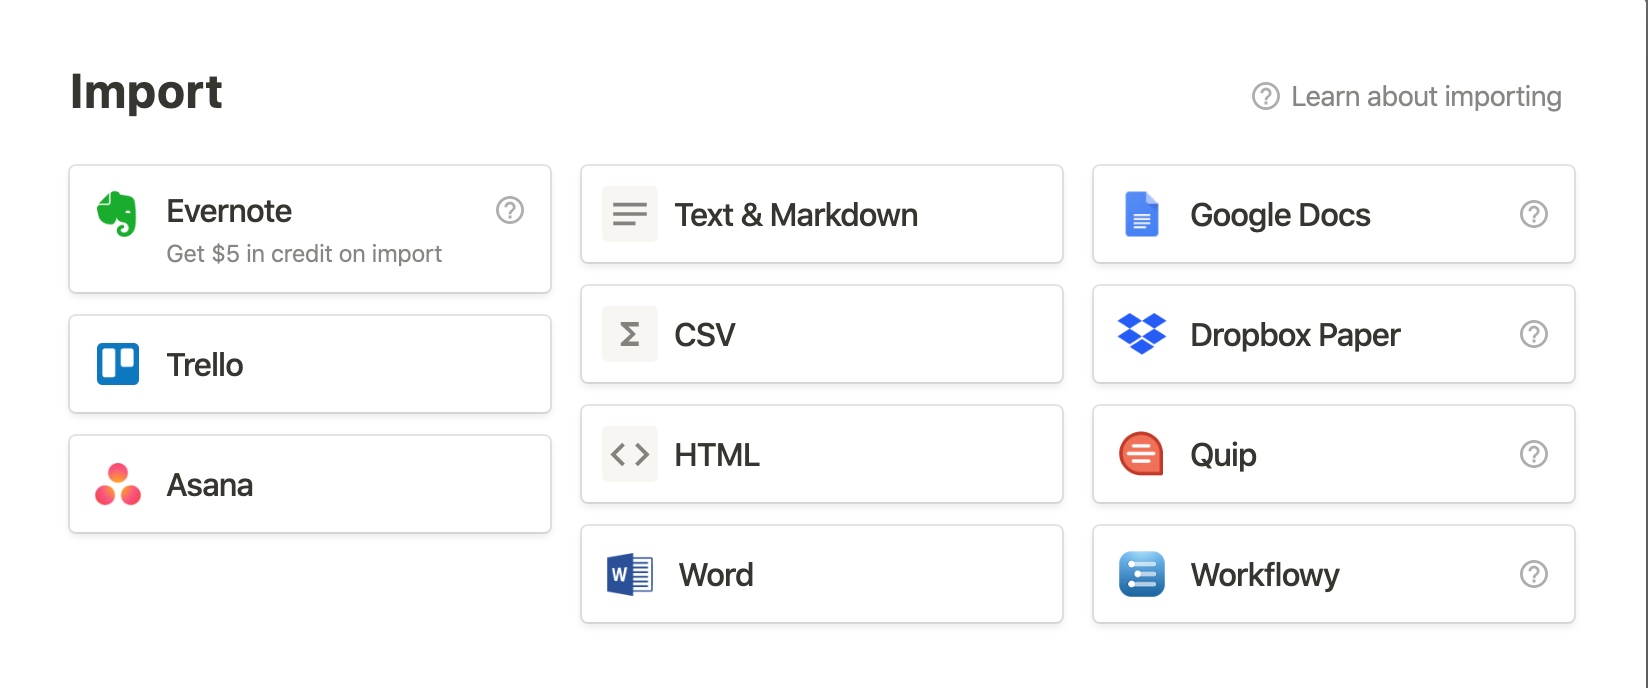 Import
Learn about importing
Evernote
Get $5 in credit on import
Trello
Asana
Text & Markdown
CSV
HTML
Word
Google Docs
Dropbox Paper
Quip
Workflowy